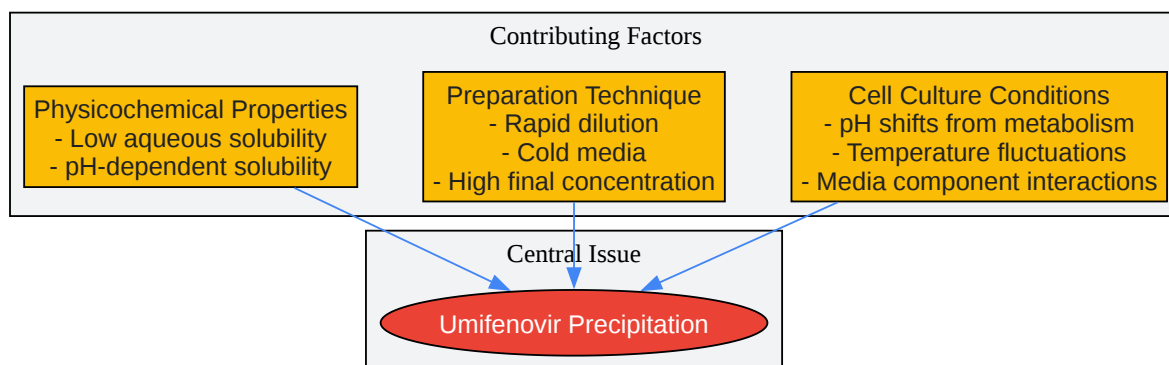 Contributing Factors
Physicochemical Properties
- Low aqueous solubility
- pH-dependent solubility
Preparation Technique
- Rapid dilution
- Cold media
- High final concentration
Cell Culture Conditions
- pH shifts from metabolism
- Temperature fluctuations
- Media component interactions
Central Issue
Umifenovir Precipitation